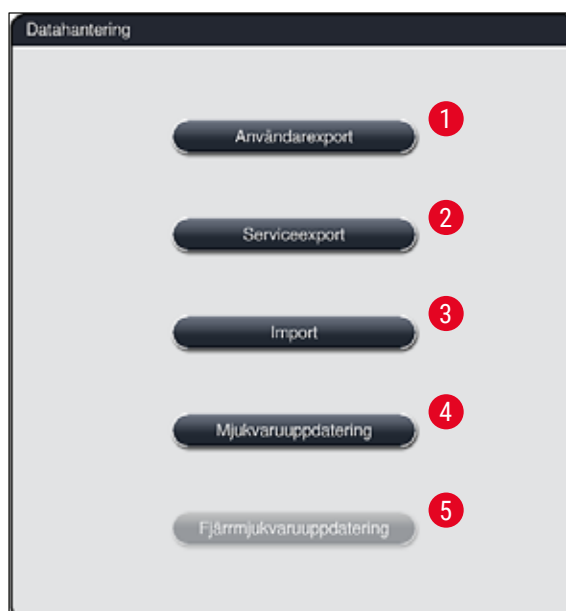 Datahantering
Användarexport 1
Serviceexport 2
Import 3
Mjukvaruuppdatering 4
Fjärrmjukvaruuppdatering 5